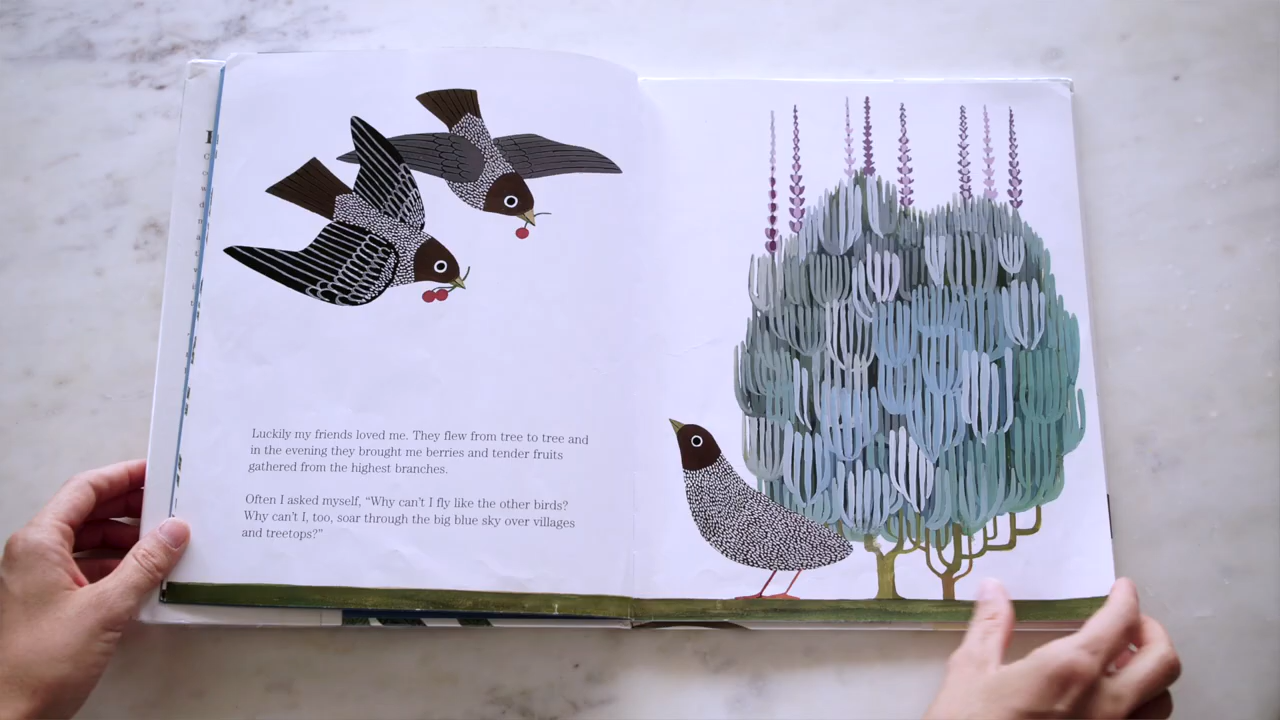 Luckily my friends loved me. They flew from tree to tree and
in the evening they brought me berries and tender fruits
gathered from the highest branches.
Often I asked myself, “Why can’t I fly like the other birds?
Why can’t I, too, soar through the big blue sky over villages
and treetops?”